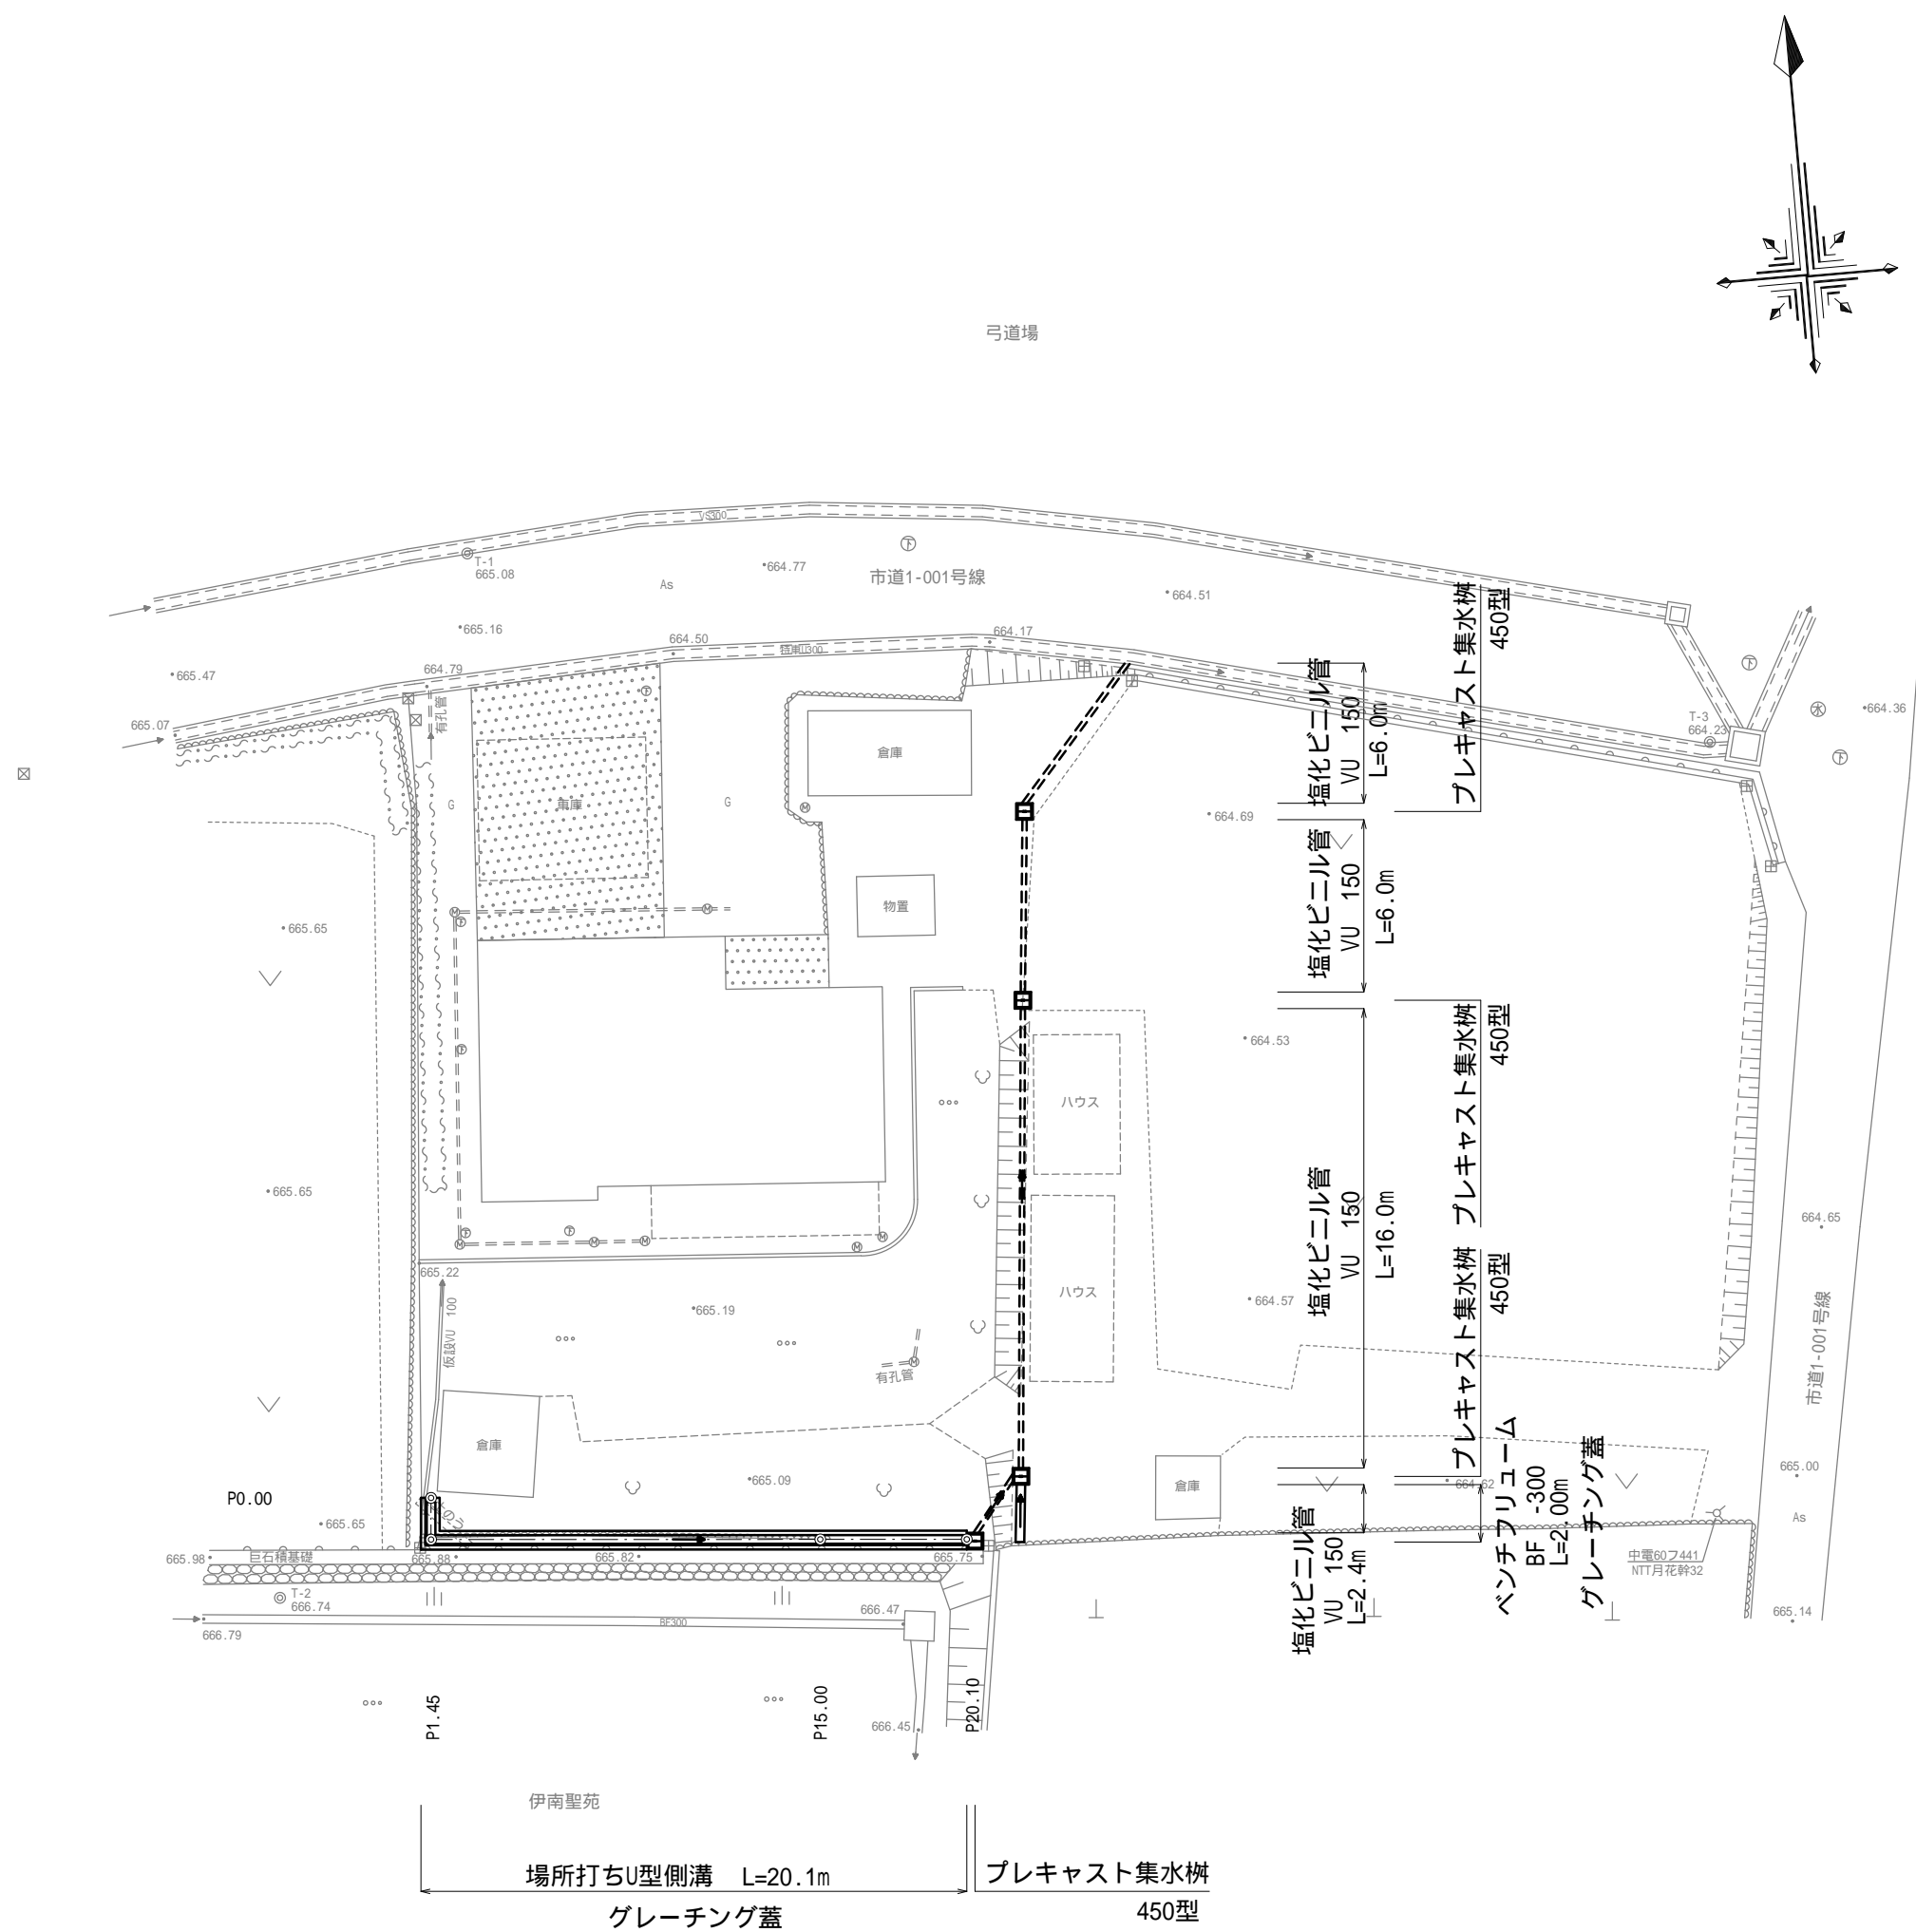 弓道場
VS300
T-1
665.08
As
664.77
市道1-001号線
664.51
665.16
664.50
664.17
664.79
665.47
665.07
有孔管
T-3
664.23
664.36
倉庫
車庫
G
G
664.69
物置
665.65
664.53
ハウス
665.65
664.65
665.22
仮設VU 100
665.19
ハウス
664.57
有孔管
市道1-001号線
倉庫
665.09
倉庫
664.62
665.00
As
P0.00
665.65
665.98
巨石積基礎
665.88
665.82
665.75
中電60フ441
NTT月花幹32
T-2
666.74
666.79
BF300
666.47
665.14
666.45
P1.45
P15.00
P20.10
伊南聖苑
塩化ビニル管
VU 150
L=6.0m
プレキャスト集水桝
450型
塩化ビニル管
VU 150
L=6.0m
プレキャスト集水桝
450型
塩化ビニル管
VU 150
L=16.0m
プレキャスト集水桝
450型
塩化ビニル管
VU 150
L=2.4m
ベンチフリューム
BF -300
L=2.00m
グレーチング蓋
場所打ちU型側溝 L=20.1m
グレーチング蓋
プレキャスト集水桝
450型